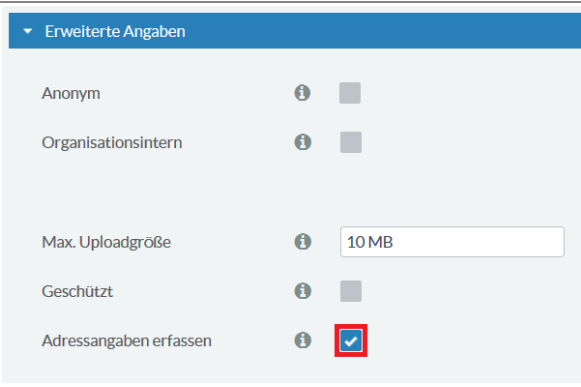 Erweiterte Angaben
Anonym
Organisationsintern
Max. Uploadgröße 10 MB
Geschützt
Adressangaben erfassen